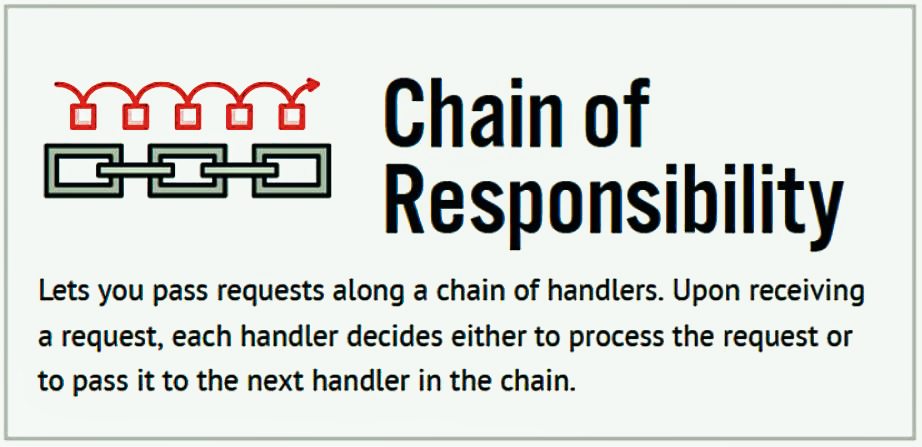 Chain of
Responsibility
Lets you pass requests along a chain of handlers. Upon receiving
a request, each handler decides either to process the request or
to pass it to the next handler in the chain.